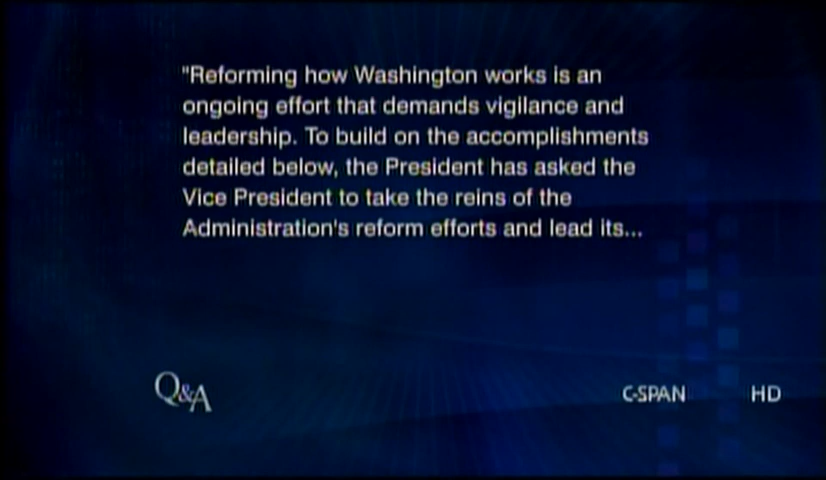 "Reforming how Washington works is an
ongoing effort that demands vigilance and
leadership. To build on the accomplishments
detailed below, the President has asked the
Vice President to take the reins of the
Administration's reform efforts and lead its...
Q&A
C-SPAN HD